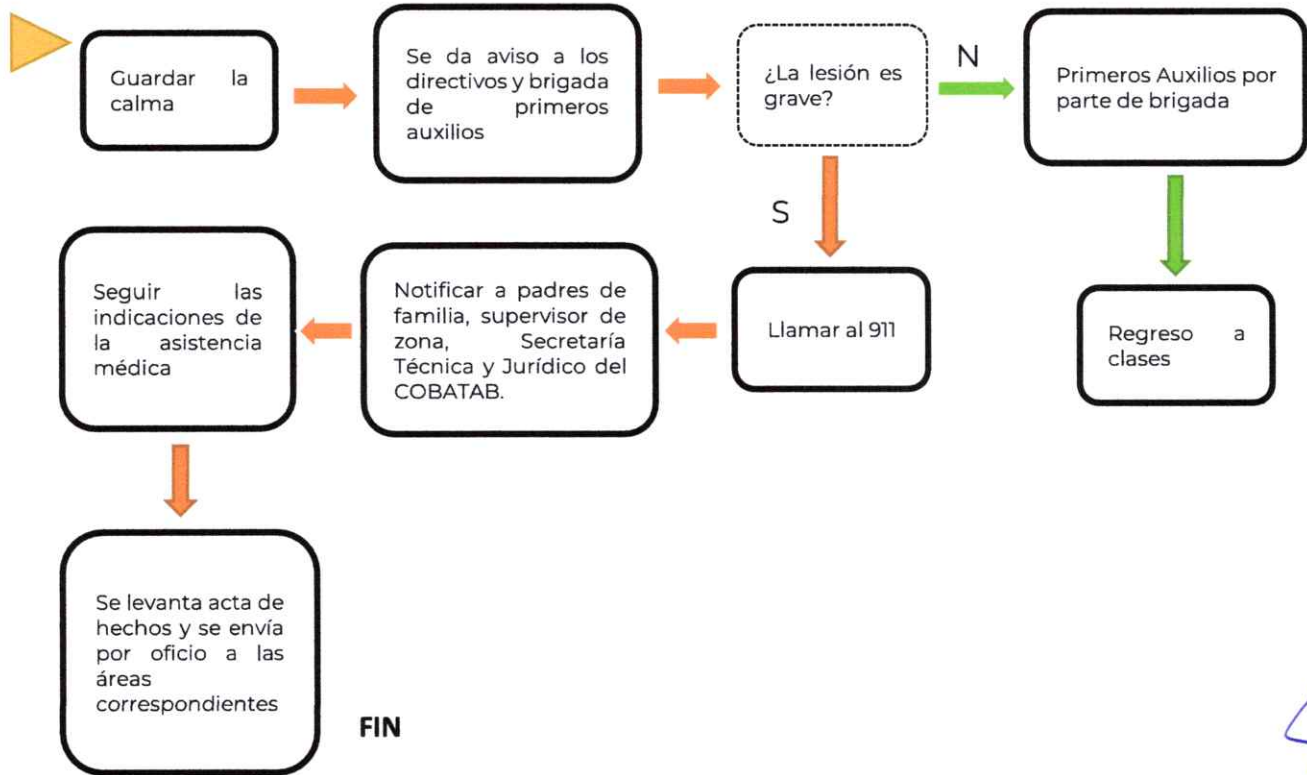 Guardar la
calma
Se da aviso a los
directivos y brigada
de primeros
auxilios
¿La lesión es
grave?
N
Primeros Auxilios por
parte de brigada
S
Seguir las
indicaciones de
la asistencia
médica
Notificar a padres de
familia, supervisor de
zona, Secretaría
Técnica y Jurídico del
COBATAB.
Llamar al 911
Regreso a
clases
Se levanta acta de
hechos y se envía
por oficio a las
áreas
correspondientes
FIN